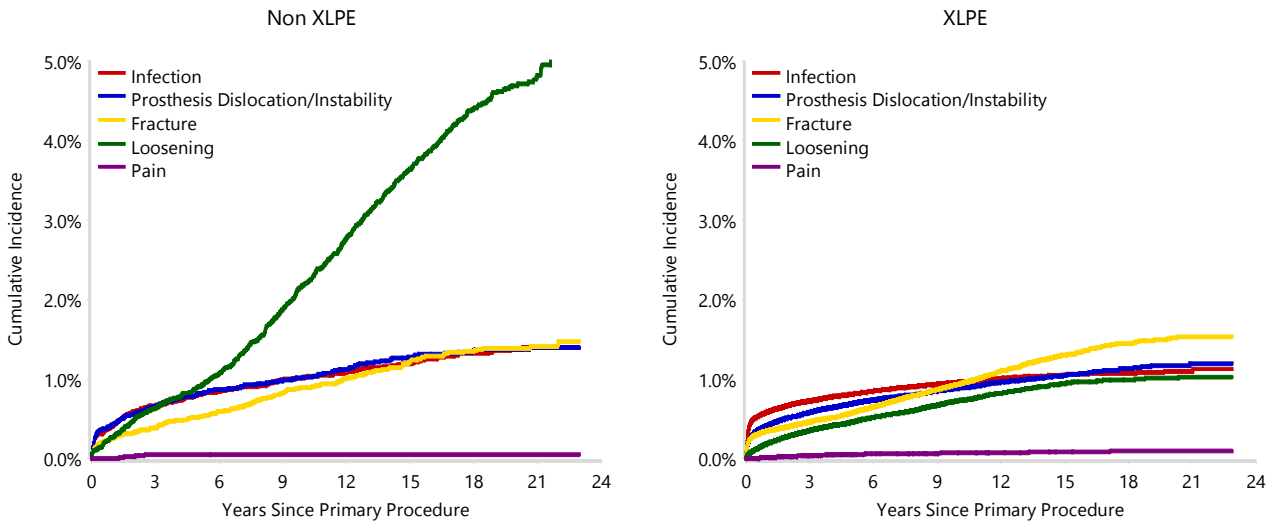 Non XLPE
5.0%
4.0%
3.0%
2.0%
1.0%
0.0%
Cumulative Incidence
Infection
Prosthesis Dislocation/Instability
Fracture
Loosening
Pain
0 3 6 9 12 15 18 21 24
Years Since Primary Procedure
XLPE
5.0%
4.0%
3.0%
2.0%
1.0%
0.0%
Cumulative Incidence
Infection
Prosthesis Dislocation/Instability
Fracture
Loosening
Pain
0 3 6 9 12 15 18 21 24
Years Since Primary Procedure